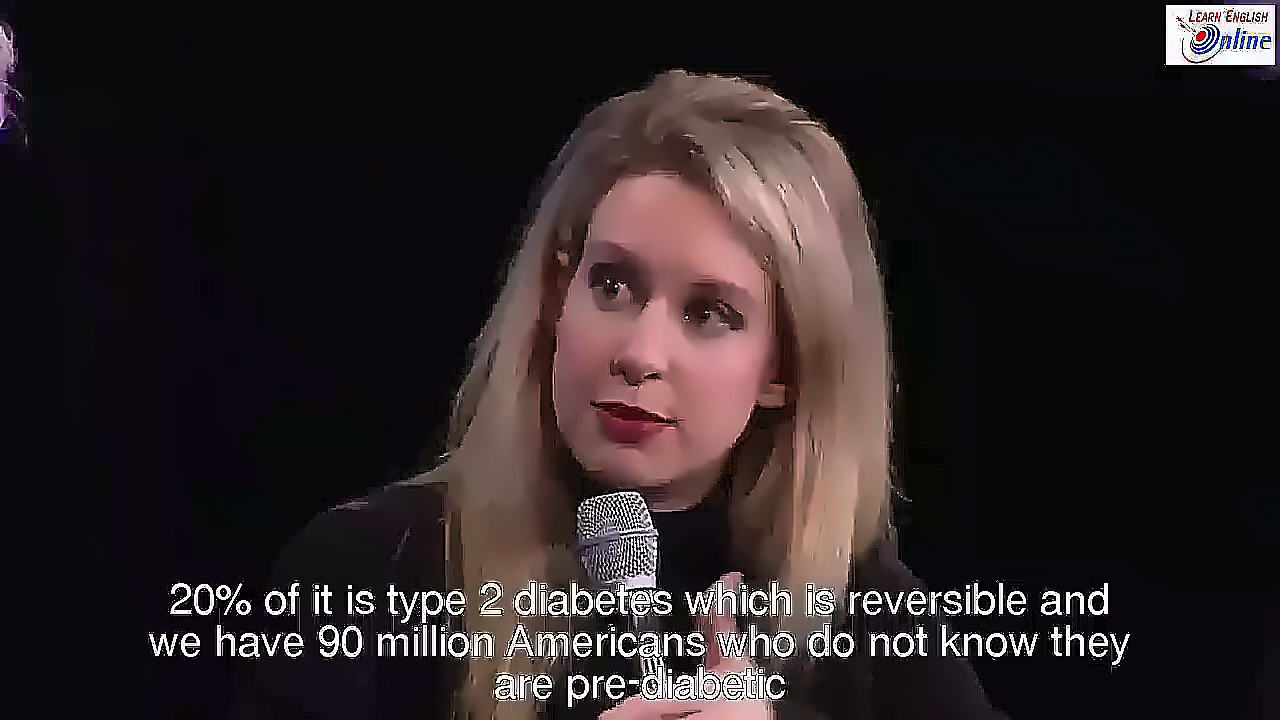 LEARN ENGLISH
Online
20% of it is type 2 diabetes which is reversible and
we have 90 million Americans who do not know they
are pre-diabetic